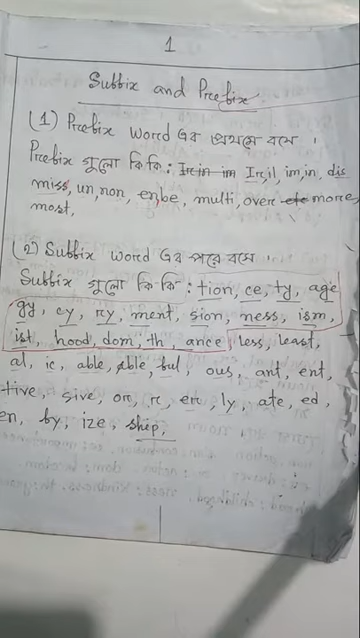 1
Suffix and Prefix
(1) Prefix Word এর প্রথমে বসে ।
Prefix গুলো কি কি : Ir, il, im, in, dis
miss, un, non, en, be, multi, over more,
most,
(২) Suffix word এর পরে বসে
Suffix গুলো কি কি : tion, ce, ty, age
gy, cy, ry, ment, sion, ness, ism,
ist, hood, dom, th, ance, less, least,
al, ic, able, ible, ful, ous, ant, ent,
tive, sive, or, r, er, ly, ate, ed,
en, fy, ize, ship,